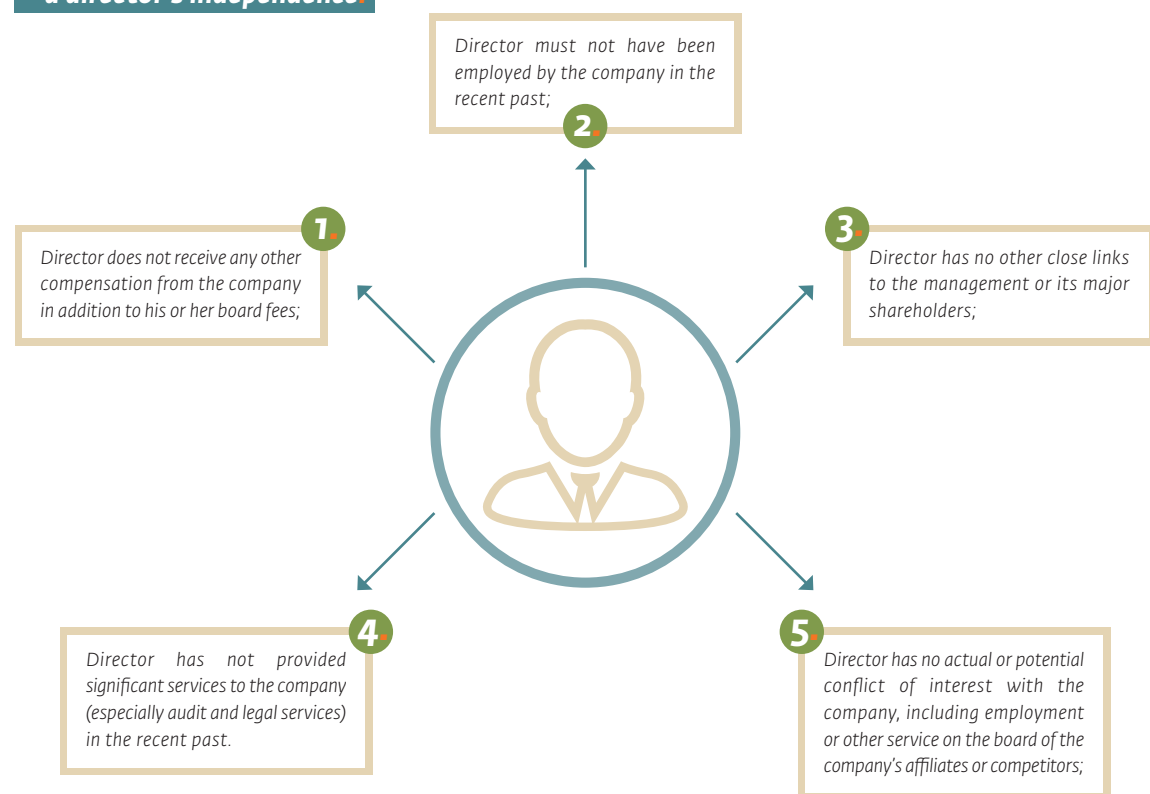 a director's independence.
1.
Director does not receive any other
compensation from the company
in addition to his or her board fees;
2.
Director must not have been
employed by the company in the
recent past;
3.
Director has no other close links
to the management or its major
shareholders;
4.
Director has not provided
significant services to the company
(especially audit and legal services)
in the recent past.
5.
Director has no actual or potential
conflict of interest with the
company, including employment
or other service on the board of the
company's affiliates or competitors;